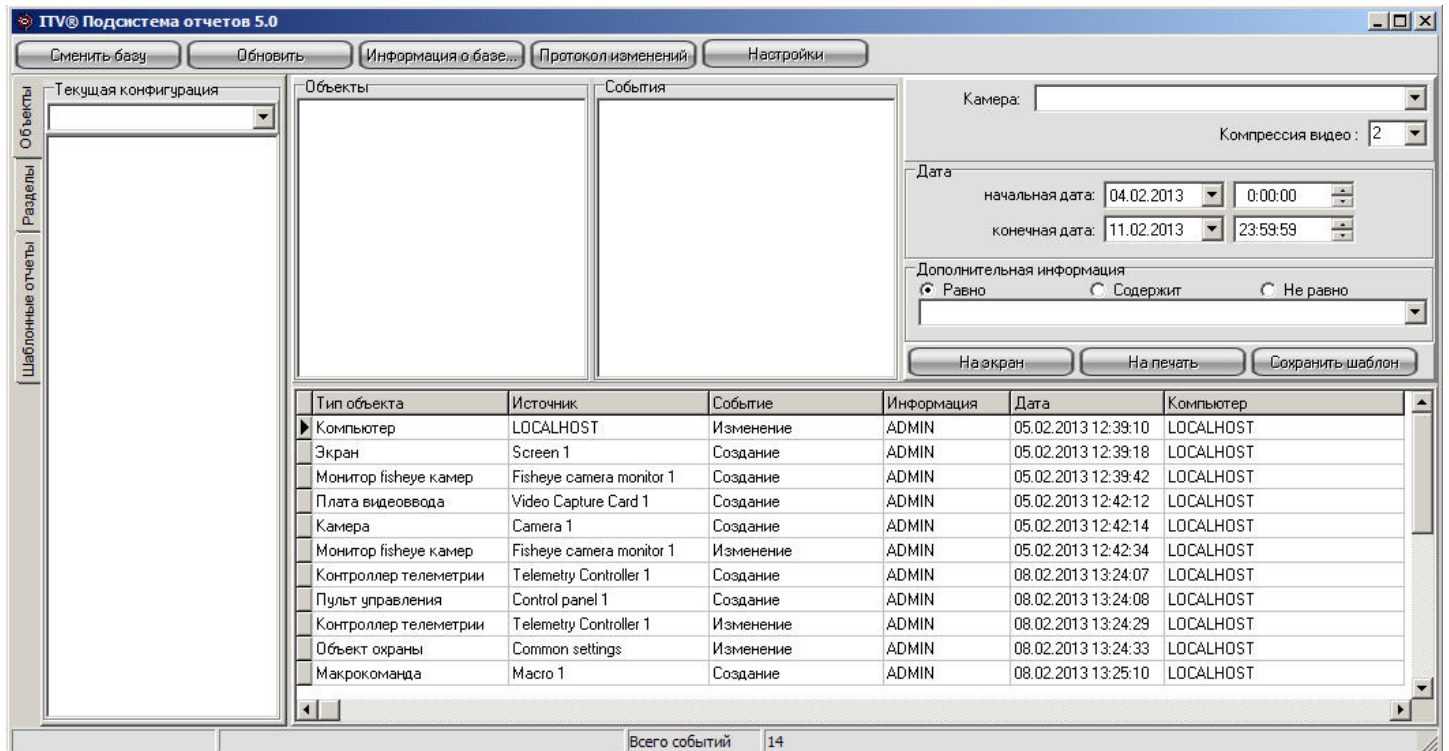 ITV® Подсистема отчетов 5.0
Сменить базу Обновить Информация о базе... Протокол изменений Настройки
Объекты
Разделы
Шаблонные отчеты
Текущая конфигурация
Объекты
События
Камера:
Компрессия видео : 2
Дата
начальная дата: 04.02.2013 0:00:00
конечная дата: 11.02.2013 23:59:59
Дополнительная информация
Равно Содержит Не равно
На экран На печать Сохранить шаблон
Тип объекта Источник Событие Информация Дата Компьютер
Компьютер LOCALHOST Изменение ADMIN 05.02.2013 12:39:10 LOCALHOST
Экран Screen 1 Создание ADMIN 05.02.2013 12:39:18 LOCALHOST
Монитор fisheye камер Fisheye camera monitor 1 Создание ADMIN 05.02.2013 12:39:42 LOCALHOST
Плата видеоввода Video Capture Card 1 Создание ADMIN 05.02.2013 12:42:12 LOCALHOST
Камера Camera 1 Создание ADMIN 05.02.2013 12:42:14 LOCALHOST
Монитор fisheye камер Fisheye camera monitor 1 Изменение ADMIN 05.02.2013 12:42:34 LOCALHOST
Контроллер телеметрии Telemetry Controller 1 Создание ADMIN 08.02.2013 13:24:07 LOCALHOST
Пульт управления Control panel 1 Создание ADMIN 08.02.2013 13:24:08 LOCALHOST
Контроллер телеметрии Telemetry Controller 1 Изменение ADMIN 08.02.2013 13:24:29 LOCALHOST
Объект охраны Common settings Изменение ADMIN 08.02.2013 13:24:33 LOCALHOST
Макрокоманда Macro 1 Создание ADMIN 08.02.2013 13:25:10 LOCALHOST
Всего событий 14